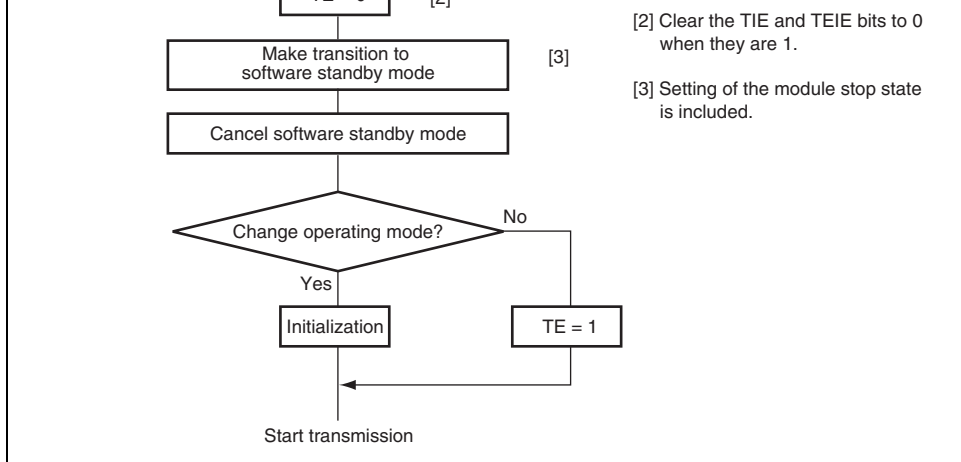 [2]
[2] Clear the TIE and TEIE bits to 0
when they are 1.
Make transition to
software standby mode
[3]
[3] Setting of the module stop state
is included.
Cancel software standby mode
Change operating mode?
No
Yes
Initialization
TE = 1
Start transmission